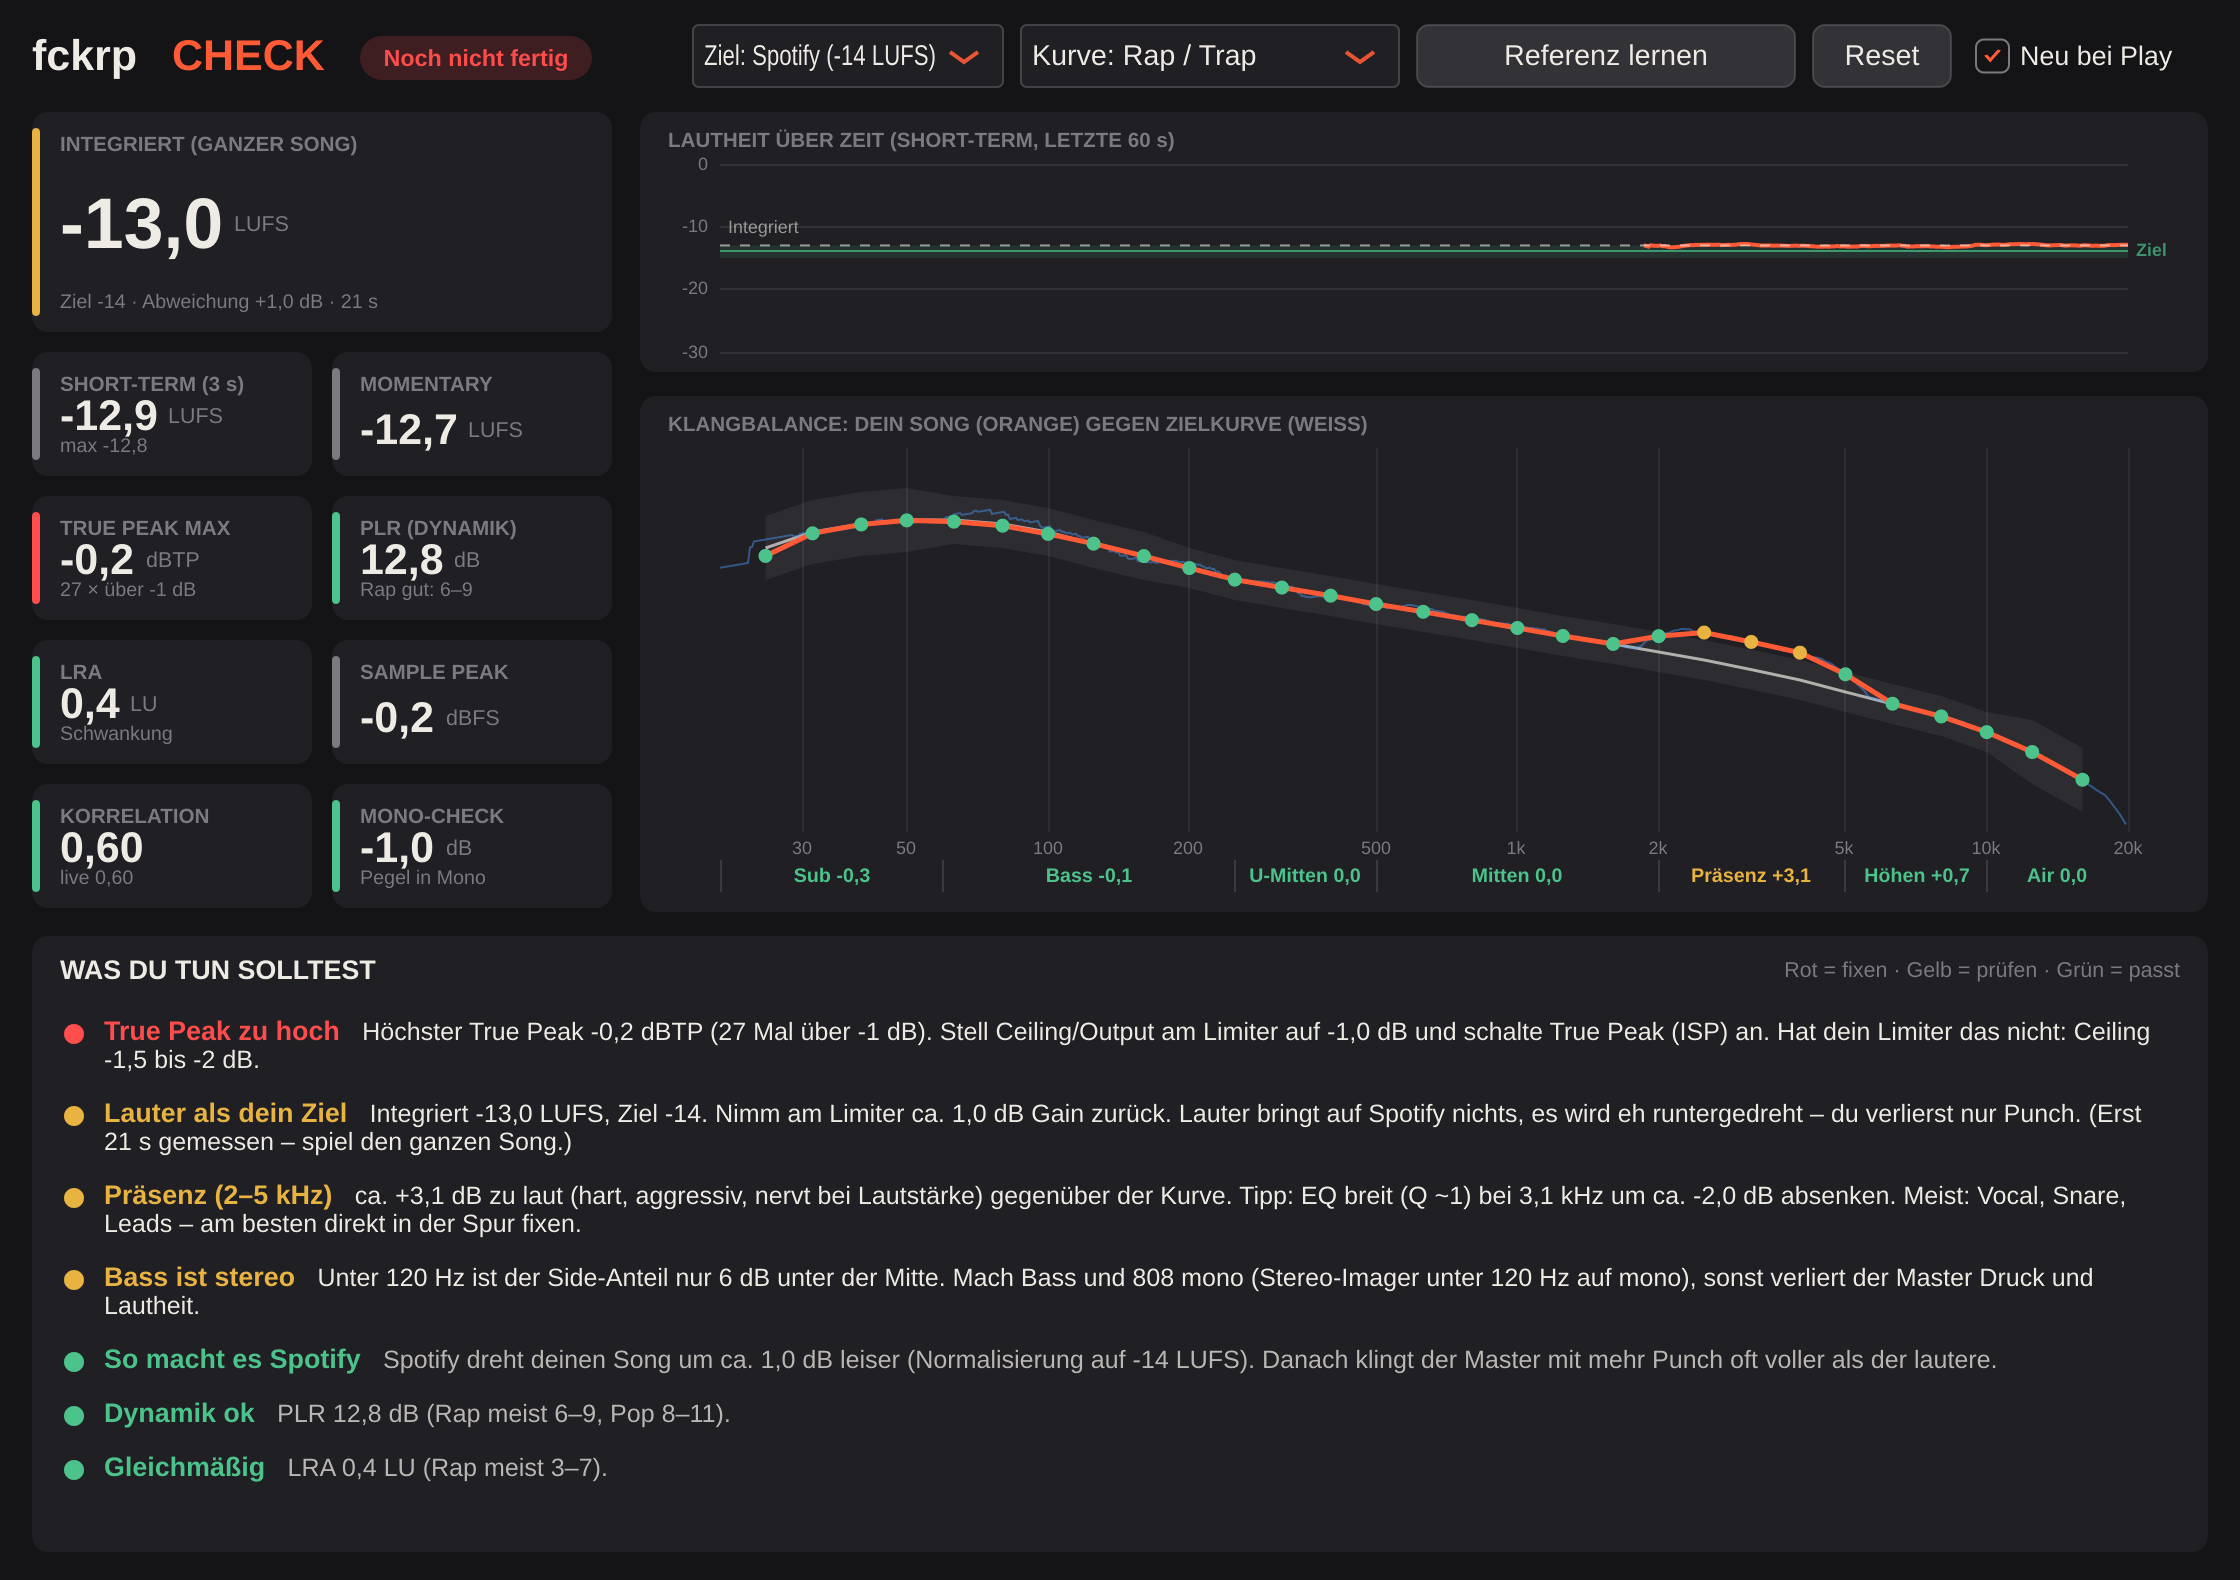 fckrp CHECK Noch nicht fertig Ziel: Spotify (-14 LUFS) Kurve: Rap / Trap Referenz lernen Reset Neu bei Play
INTEGRIERT (GANZER SONG)
-13,0 LUFS
Ziel -14 · Abweichung +1,0 dB · 21 s
SHORT-TERM (3 s)
-12,9 LUFS
max -12,8
MOMENTARY
-12,7 LUFS
TRUE PEAK MAX
-0,2 dBTP
27 × über -1 dB
PLR (DYNAMIK)
12,8 dB
Rap gut: 6–9
LRA
0,4 LU
Schwankung
SAMPLE PEAK
-0,2 dBFS
KORRELATION
0,60
live 0,60
MONO-CHECK
-1,0 dB
Pegel in Mono
LAUTHEIT ÜBER ZEIT (SHORT-TERM, LETZTE 60 s)
0
-10 Integriert
Ziel
-20
-30
KLANGBALANCE: DEIN SONG (ORANGE) GEGEN ZIELKURVE (WEISS)
30 50 100 200 500 1k 2k 5k 10k 20k
Sub -0,3 Bass -0,1 U-Mitten 0,0 Mitten 0,0 Präsenz +3,1 Höhen +0,7 Air 0,0
WAS DU TUN SOLLTEST Rot = fixen · Gelb = prüfen · Grün = passt
True Peak zu hoch Höchster True Peak -0,2 dBTP (27 Mal über -1 dB). Stell Ceiling/Output am Limiter auf -1,0 dB und schalte True Peak (ISP) an. Hat dein Limiter das nicht: Ceiling
-1,5 bis -2 dB.
Lauter als dein Ziel Integriert -13,0 LUFS, Ziel -14. Nimm am Limiter ca. 1,0 dB Gain zurück. Lauter bringt auf Spotify nichts, es wird eh runtergedreht – du verlierst nur Punch. (Erst
21 s gemessen – spiel den ganzen Song.)
Präsenz (2–5 kHz) ca. +3,1 dB zu laut (hart, aggressiv, nervt bei Lautstärke) gegenüber der Kurve. Tipp: EQ breit (Q ~1) bei 3,1 kHz um ca. -2,0 dB absenken. Meist: Vocal, Snare,
Leads – am besten direkt in der Spur fixen.
Bass ist stereo Unter 120 Hz ist der Side-Anteil nur 6 dB unter der Mitte. Mach Bass und 808 mono (Stereo-Imager unter 120 Hz auf mono), sonst verliert der Master Druck und
Lautheit.
So macht es Spotify Spotify dreht deinen Song um ca. 1,0 dB leiser (Normalisierung auf -14 LUFS). Danach klingt der Master mit mehr Punch oft voller als der lautere.
Dynamik ok PLR 12,8 dB (Rap meist 6–9, Pop 8–11).
Gleichmäßig LRA 0,4 LU (Rap meist 3–7).